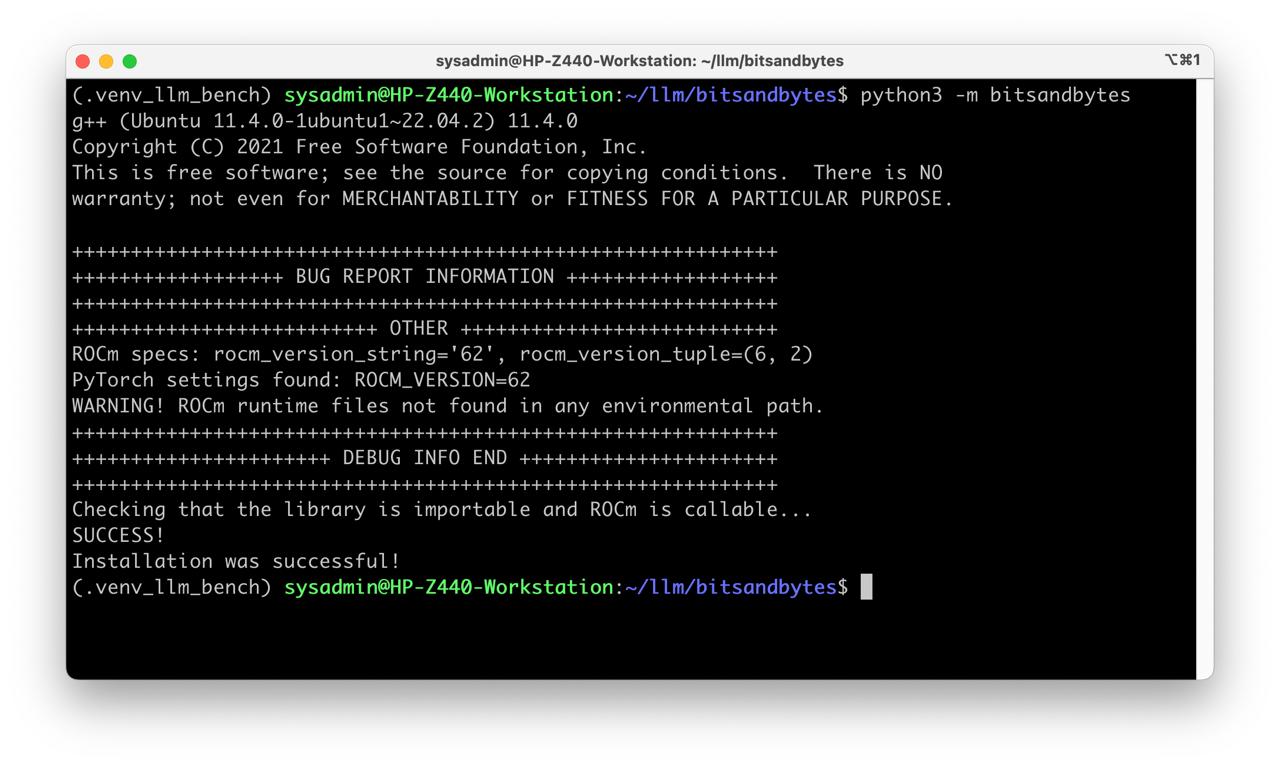 sysadmin@HP-Z440-Workstation: ~/llm/bitsandbytes
⌥⌘1
(.venv_llm_bench) sysadmin@HP-Z440-Workstation:~/llm/bitsandbytes$ python3 -m bitsandbytes
g++ (Ubuntu 11.4.0-1ubuntu1~22.04.2) 11.4.0
Copyright (C) 2021 Free Software Foundation, Inc.
This is free software; see the source for copying conditions.  There is NO
warranty; not even for MERCHANTABILITY or FITNESS FOR A PARTICULAR PURPOSE.

++++++++++++++++++++++++++++++++++++++++++++++++++++++++++++
++++++++++++++++++ BUG REPORT INFORMATION ++++++++++++++++++
++++++++++++++++++++++++++++++++++++++++++++++++++++++++++++
++++++++++++++++++++++++++ OTHER +++++++++++++++++++++++++++
ROCm specs: rocm_version_string='62', rocm_version_tuple=(6, 2)
PyTorch settings found: ROCM_VERSION=62
WARNING! ROCm runtime files not found in any environmental path.
++++++++++++++++++++++++++++++++++++++++++++++++++++++++++++
++++++++++++++++++++++ DEBUG INFO END ++++++++++++++++++++++
++++++++++++++++++++++++++++++++++++++++++++++++++++++++++++
Checking that the library is importable and ROCm is callable...
SUCCESS!
Installation was successful!
(.venv_llm_bench) sysadmin@HP-Z440-Workstation:~/llm/bitsandbytes$